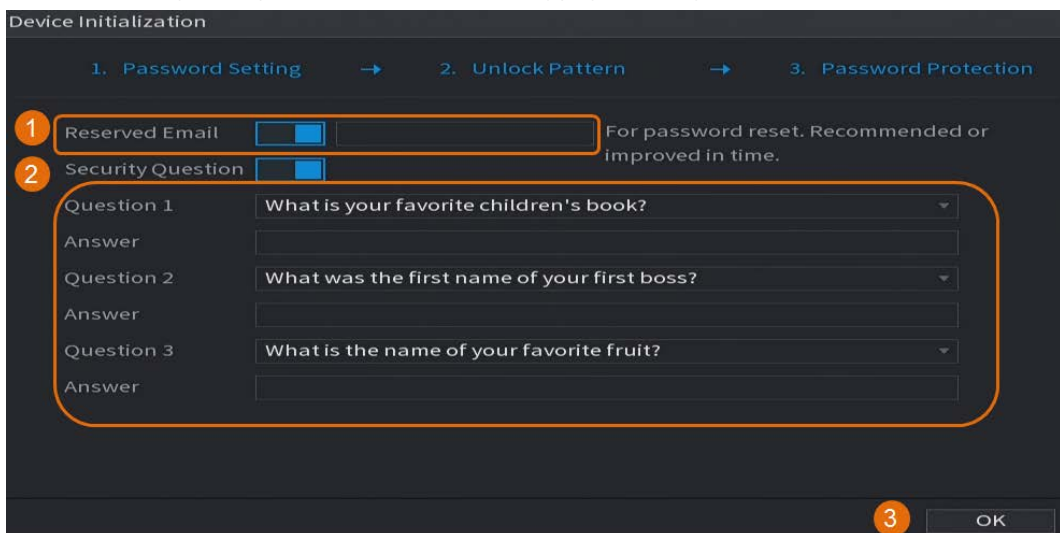 Device Initialization
1. Password Setting → 2. Unlock Pattern → 3. Password Protection
1 Reserved Email For password reset. Recommended or
improved in time.
2 Security Question
Question 1 What is your favorite children's book?
Answer
Question 2 What was the first name of your first boss?
Answer
Question 3 What is the name of your favorite fruit?
Answer
3 OK